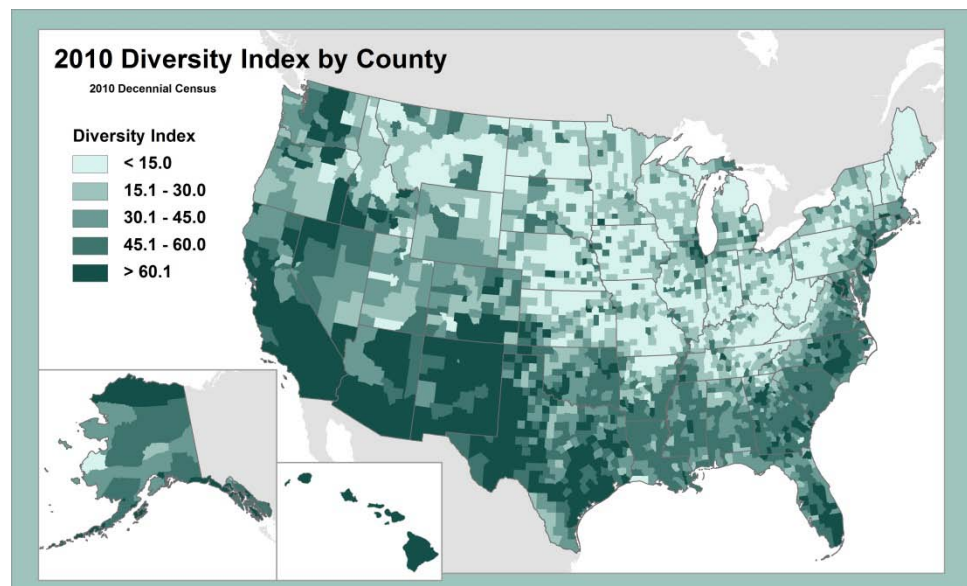 2010 Diversity Index by County
2010 Decennial Census
Diversity Index
< 15.0
15.1 - 30.0
30.1 - 45.0
45.1 - 60.0
> 60.1